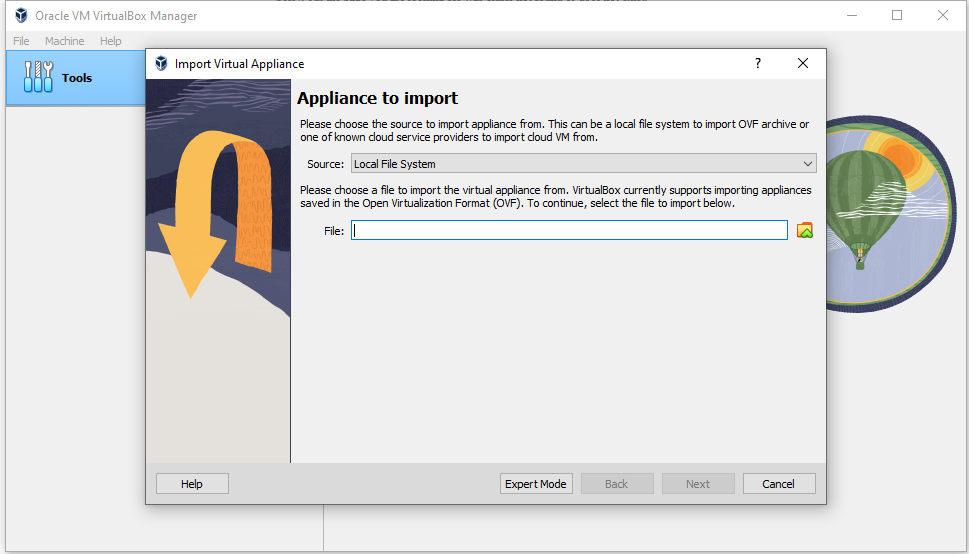 Oracle VM VirtualBox Manager
File Machine Help
Tools
Import Virtual Appliance
?
Appliance to import
Please choose the source to import appliance from. This can be a local file system to import OVF archive or
one of known cloud service providers to import cloud VM from.
Source: Local File System
Please choose a file to import the virtual appliance from. VirtualBox currently supports importing appliances
saved in the Open Virtualization Format (OVF). To continue, select the file to import below.
File:
Help Expert Mode Back Next Cancel